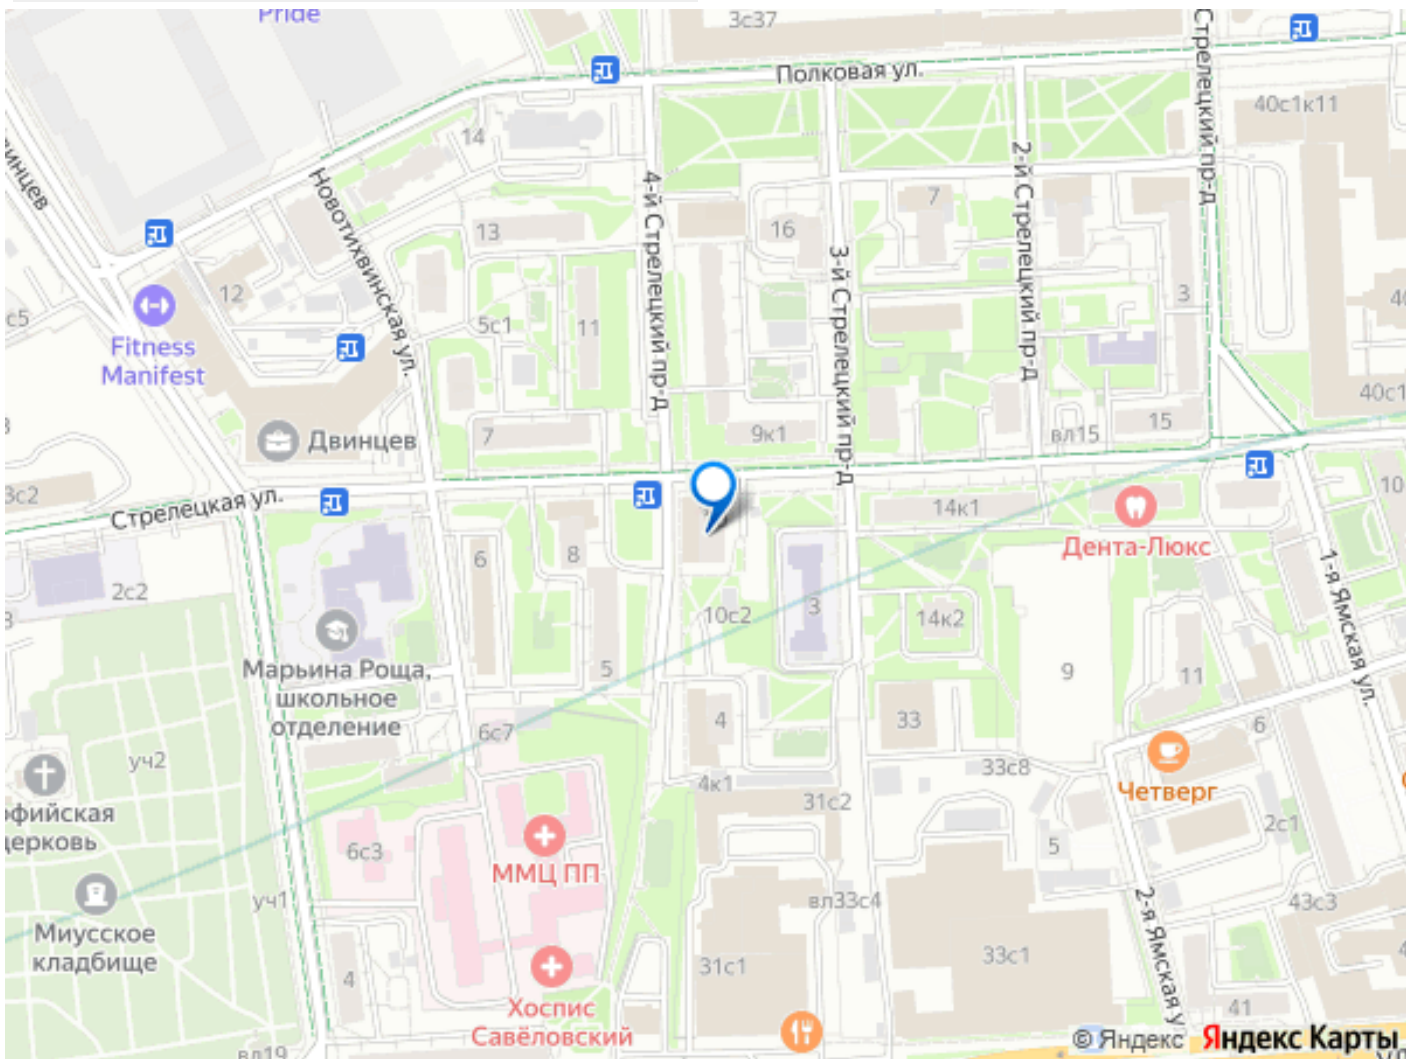 Pride
3с37
Полковая ул.
Стрелецкий пр-д
40с1к11
14
Новотихвинская ул.
4-й Стрелецкий пр-д
2-й Стрелецкий пр-д
7
16
13
3-й Стрелецкий пр-д
12
5с1
11
3
Fitness
Manifest
40с1
15
вл15
9к1
7
Двинцев
3с2
Стрелецкая ул.
14к1
10
Дента-Люкс
8
6
1-я Ямская ул.
2с2
3
10с2
14к2
Марьина Роща,
школьное
отделение
5
9
11
4
33
6
6с7
уч2
33с8
4к1
31с2
Четверг
2с1
5
6с3
ММЦ ПП
уч1
вл33с4
2-я Ямская у
43с3
Миусское
кладбище
4
31с1
33с1
Хоспис
Савёловский
41
вл19
© Яндекс Яндекс Карты